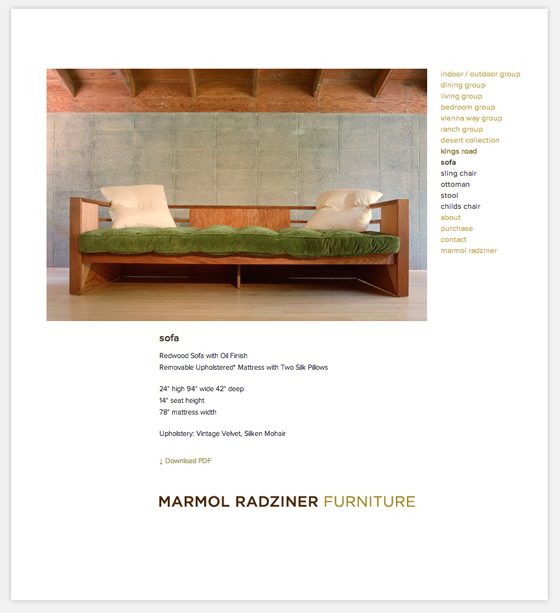 indoor / outdoor group
dining group
living group
bedroom group
vienna way group
ranch group
desert collection
kings road
sofa
sling chair
ottoman
stool
childs chair
about
purchase
contact
marmol radziner
sofa
Redwood Sofa with Oil Finish
Removable Upholstered* Mattress with Two Silk Pillows
24" high 94" wide 42" deep
14" seat height
78" mattress width
Upholstery: Vintage Velvet, Silken Mohair
↓ Download PDF
MARMOL RADZINER FURNITURE